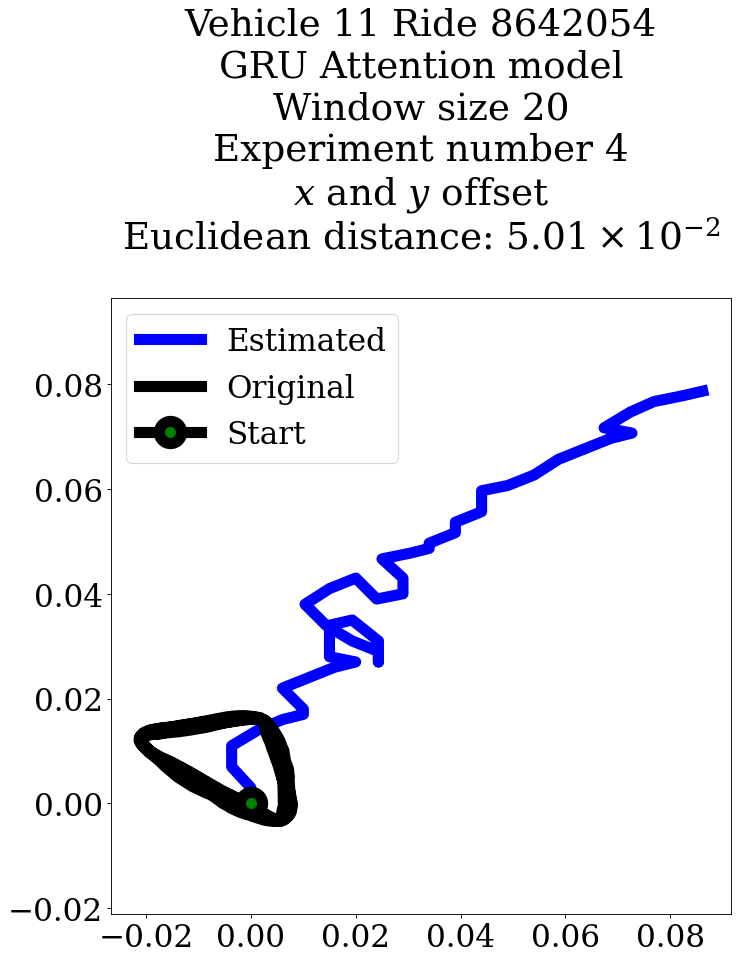 Vehicle 11 Ride 8642054
GRU Attention model
Window size 20
Experiment number 4
x and y offset
Euclidean distance: 5.01 × 10⁻²
Estimated
Original
Start
0.08
0.06
0.04
0.02
0.00
−0.02
−0.02 0.00 0.02 0.04 0.06 0.08